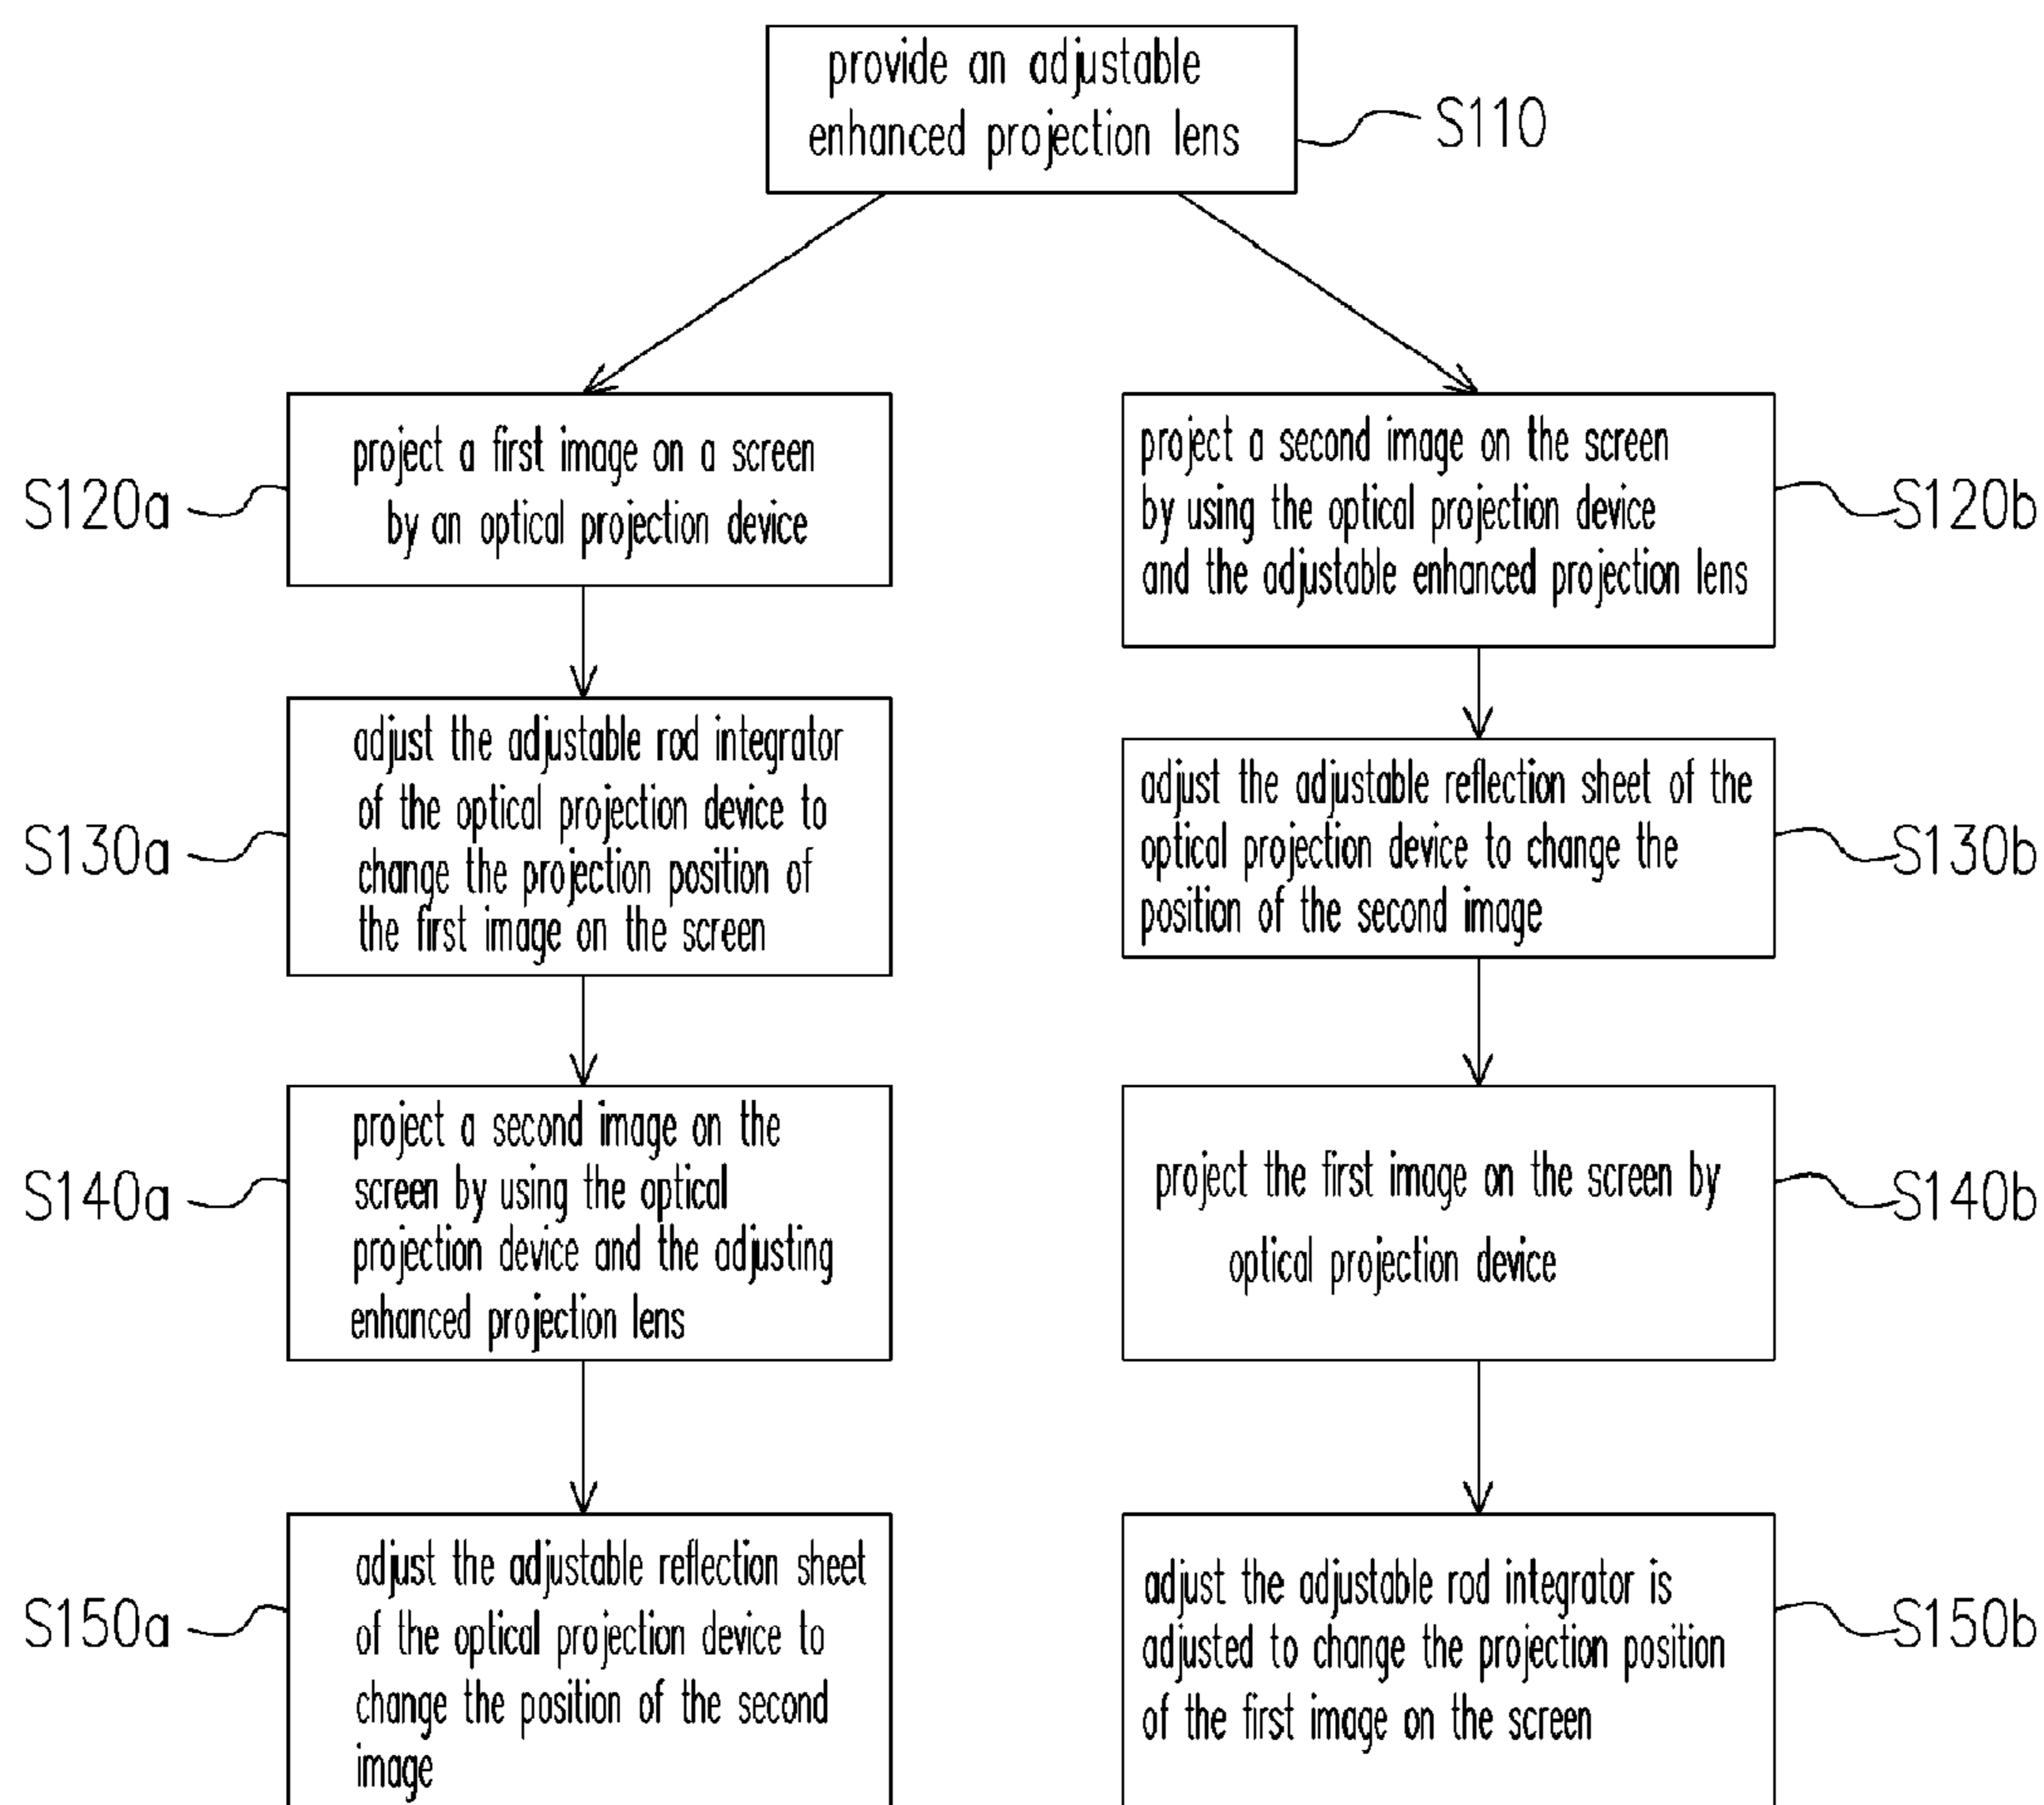 provide an adjustable
enhanced projection lens
S110
S120a
project a first image on a screen
by an optical projection device
project a second image on the screen
by using the optical projection device
and the adjustable enhanced projection lens
S120b
S130a
adjust the adjustable rod integrator
of the optical projection device to
change the projection position of
the first image on the screen
adjust the adjustable reflection sheet of the
optical projection device to change the
position of the second image
S130b
S140a
project a second image on the
screen by using the optical
projection device and the adjusting
enhanced projection lens
project the first image on the screen by
optical projection device
S140b
S150a
adjust the adjustable reflection sheet
of the optical projection device to
change the position of the second
image
adjust the adjustable rod integrator is
adjusted to change the projection position
of the first image on the screen
S150b